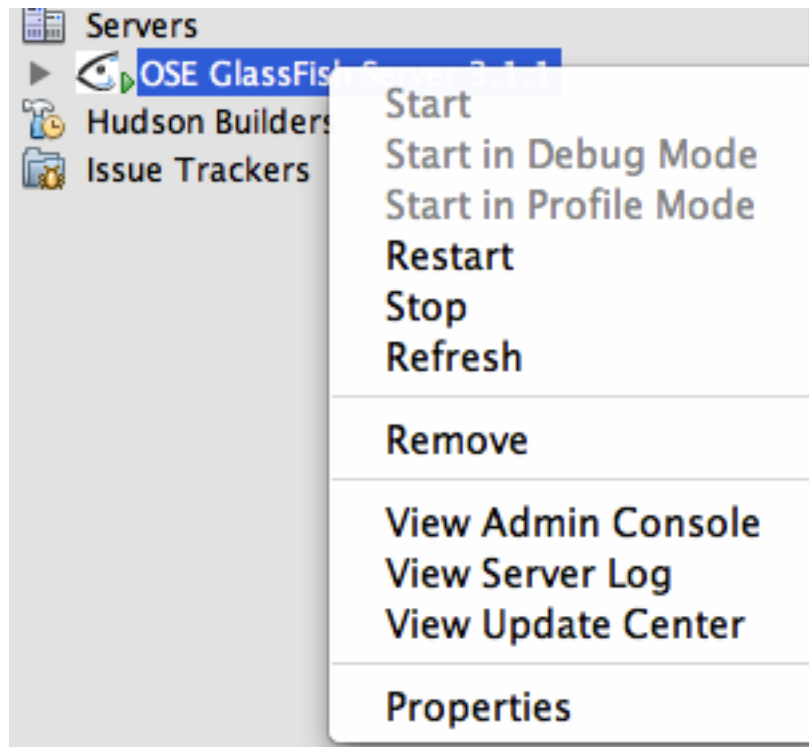 Servers
OSE GlassFish Server 3.1.1
Hudson Builders
Issue Trackers
Start
Start in Debug Mode
Start in Profile Mode
Restart
Stop
Refresh
Remove
View Admin Console
View Server Log
View Update Center
Properties